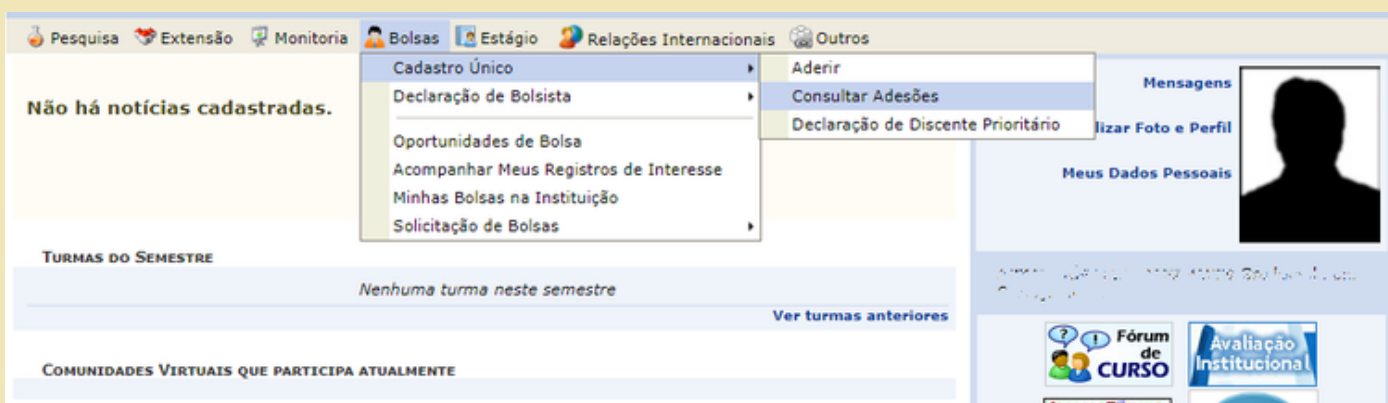 Pesquisa Extensão Monitoria Bolsas Estágio Relações Internacionais Outros
Cadastro Único
Declaração de Bolsista
Oportunidades de Bolsa
Acompanhar Meus Registros de Interesse
Minhas Bolsas na Instituição
Solicitação de Bolsas
Aderir
Consultar Adesões
Declaração de Discente Prioritário
Não há notícias cadastradas.
Mensagens
lizar Foto e Perfil
Meus Dados Pessoais
TURMAS DO SEMESTRE
Nenhuma turma neste semestre
Ver turmas anteriores
COMUNIDADES VIRTUAIS QUE PARTICIPA ATUALMENTE
Fórum
de
CURSO
Avaliação
Institucional